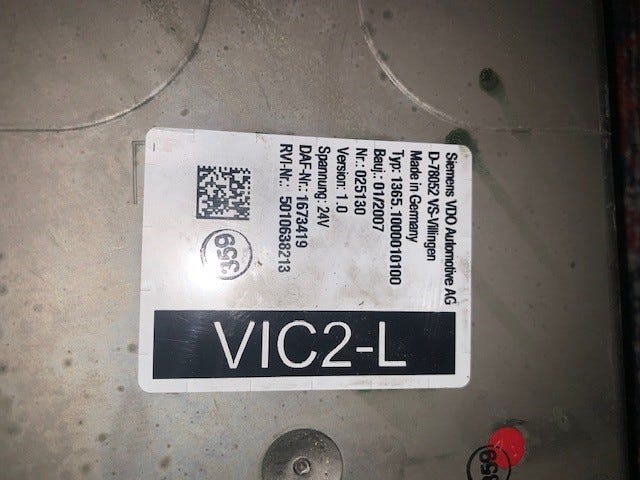 Siemens VDO Automotive AG
D-78052 VS-Villingen
Made in Germany
Typ: 1365.1000010100
Bauj.: 01/2007
Nr.: 025130
Version: 1.0
Spannung: 24V
DAF-Nr.: 1673419
RVI-Nr.: 5010638213
359
VIC2-L
359